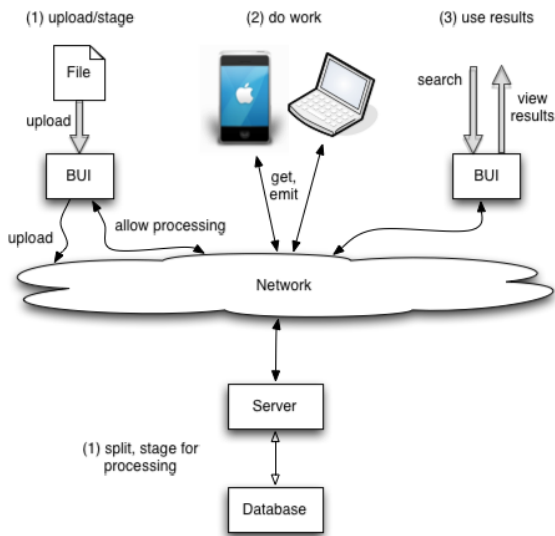 (1) upload/stage
(2) do work
(3) use results
File
upload
BUI
upload
allow processing
get,
emit
search
view
results
BUI
Network
Server
(1) split, stage for
processing
Database